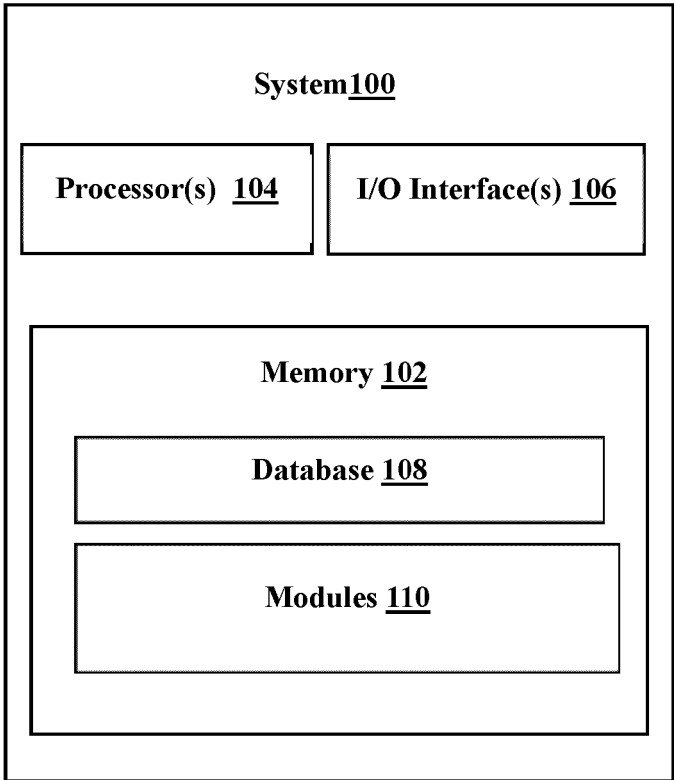 System100
Processor(s) 104
I/O Interface(s) 106
Memory 102
Database 108
Modules 110